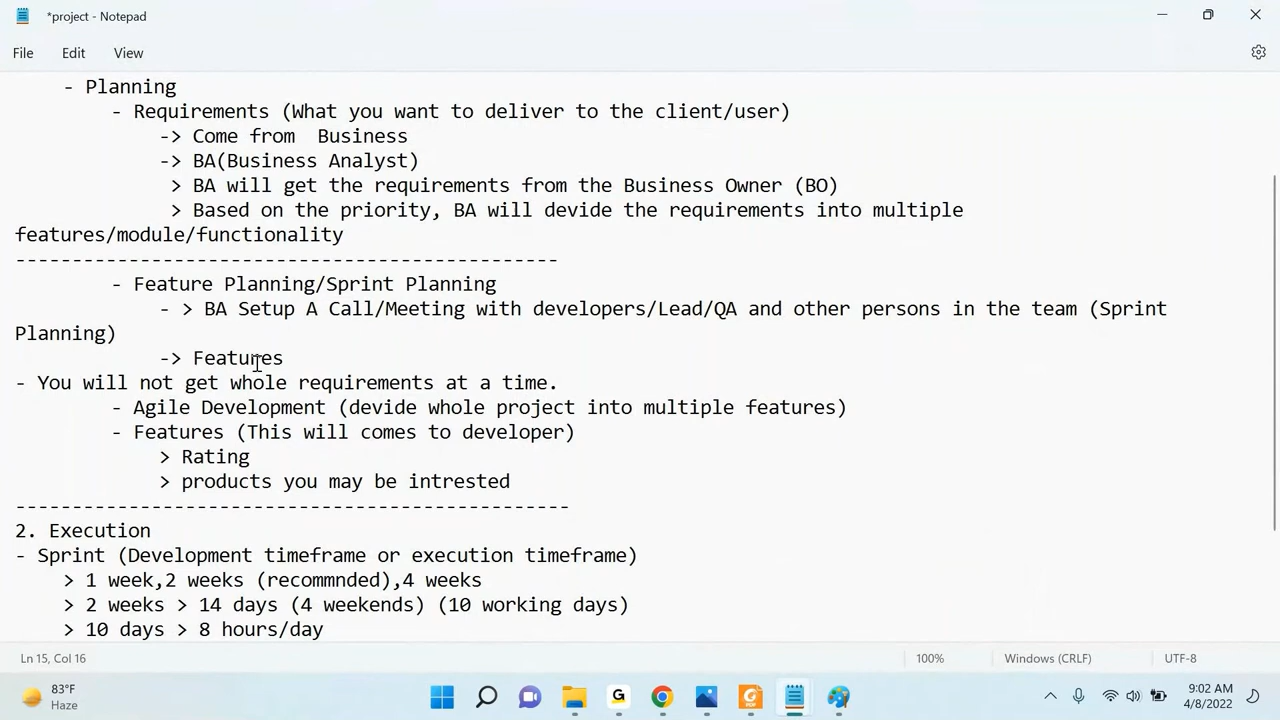 *project - Notepad
File Edit View
- Planning
- Requirements (What you want to deliver to the client/user)
-> Come from  Business
-> BA(Business Analyst)
> BA will get the requirements from the Business Owner (BO)
> Based on the priority, BA will devide the requirements into multiple
features/module/functionality
------------------------------------------------
- Feature Planning/Sprint Planning
- > BA Setup A Call/Meeting with developers/Lead/QA and other persons in the team (Sprint
Planning)
-> Features
- You will not get whole requirements at a time.
- Agile Development (devide whole project into multiple features)
- Features (This will comes to developer)
> Rating
> products you may be intrested
-------------------------------------------------
2. Execution
- Sprint (Development timeframe or execution timeframe)
> 1 week,2 weeks (recommnded),4 weeks
> 2 weeks > 14 days (4 weekends) (10 working days)
> 10 days > 8 hours/day
Ln 15, Col 16 100% Windows (CRLF) UTF-8
83°F
Haze
G
PDF
9:02 AM
4/8/2022